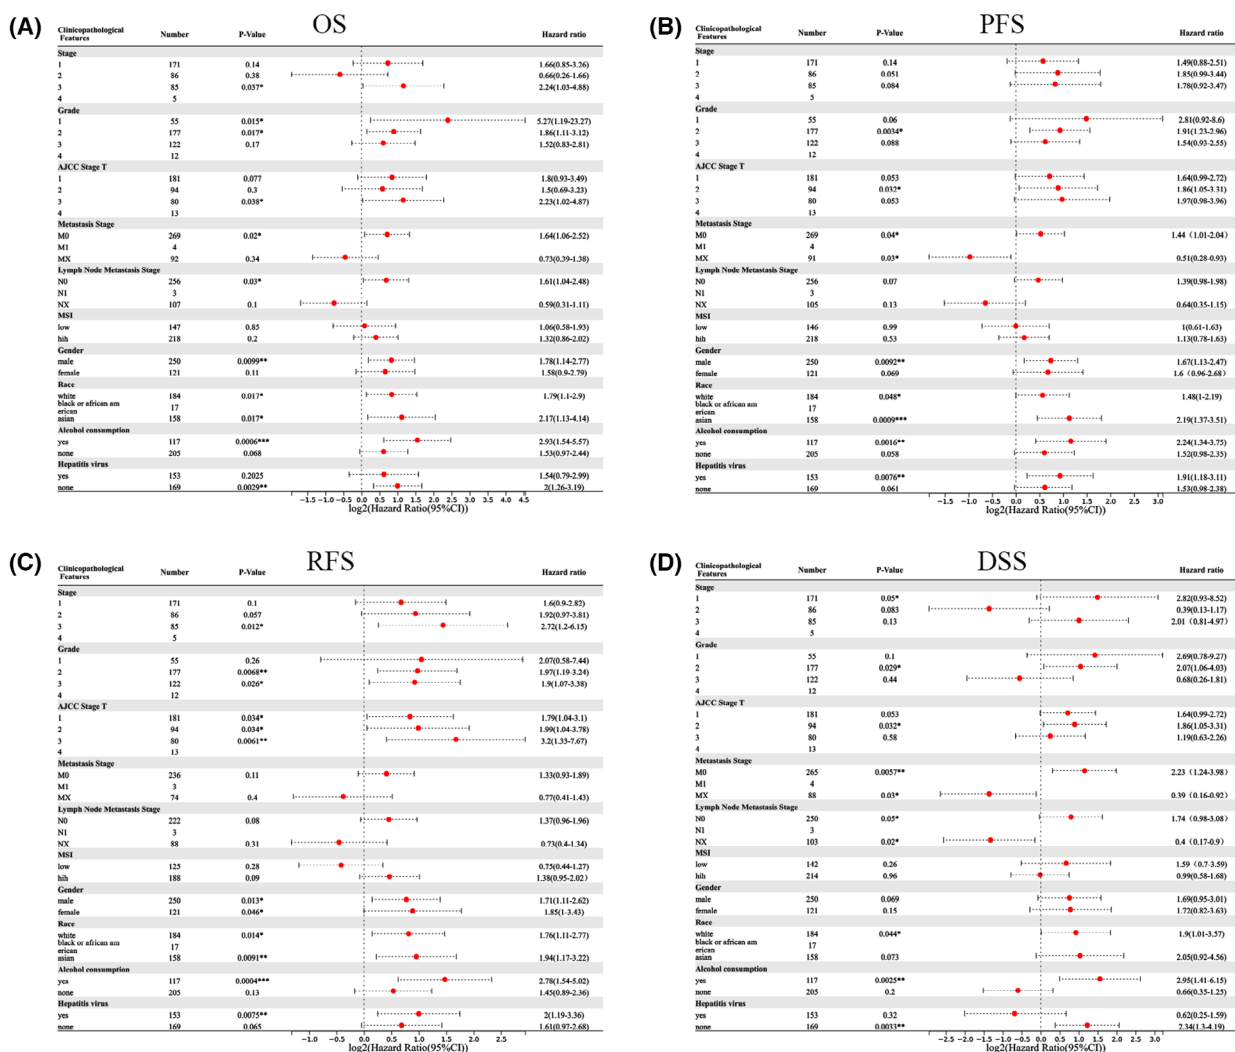 (A) OS
Clinicopathological Features Number P-Value Hazard ratio
Stage
1 171 0.14 1.66(0.85-3.26)
2 86 0.38 0.66(0.26-1.66)
3 85 0.037* 2.24(1.03-4.88)
4 5
Grade
1 55 0.015* 5.27(1.19-23.27)
2 177 0.017* 1.86(1.11-3.12)
3 122 0.17 1.52(0.83-2.81)
4 12
AJCC Stage T
1 181 0.077 1.8(0.93-3.49)
2 94 0.3 1.5(0.69-3.23)
3 80 0.038* 2.23(1.02-4.87)
4 13
Metastasis Stage
M0 269 0.02* 1.64(1.06-2.52)
M1 4
MX 92 0.34 0.73(0.39-1.38)
Lymph Node Metastasis Stage
N0 256 0.03* 1.61(1.04-2.48)
N1 3
NX 107 0.1 0.59(0.31-1.11)
MSI
low 147 0.85 1.06(0.58-1.93)
hih 218 0.2 1.32(0.86-2.02)
Gender
male 250 0.0099** 1.78(1.14-2.77)
female 121 0.11 1.58(0.9-2.79)
Race
white 184 0.017* 1.79(1.1-2.9)
black or african am
erican 17
asian 158 0.017* 2.17(1.13-4.14)
Alcohol consumption
yes 117 0.0006*** 2.93(1.54-5.57)
none 205 0.068 1.53(0.97-2.44)
Hepatitis virus
yes 153 0.2025 1.54(0.79-2.99)
none 169 0.0029** 2(1.26-3.19)
−1.5 −1.0 −0.5 0.0 0.5 1.0 1.5 2.0 2.5 3.0 3.5 4.0 4.5
log2(Hazard Ratio(95%CI))
(B) PFS
Clinicopathological Features Number P-Value Hazard ratio
Stage
1 171 0.14 1.49(0.88-2.51)
2 86 0.051 1.85(0.99-3.44)
3 85 0.084 1.78(0.92-3.47)
4 5
Grade
1 55 0.06 2.81(0.92-8.6)
2 177 0.0034* 1.91(1.23-2.96)
3 122 0.088 1.54(0.93-2.55)
4 12
AJCC Stage T
1 181 0.053 1.64(0.99-2.72)
2 94 0.032* 1.86(1.05-3.31)
3 80 0.053 1.97(0.98-3.96)
4 13
Metastasis Stage
M0 269 0.04* 1.44（1.01-2.04）
M1 4
MX 91 0.03* 0.51(0.28-0.93)
Lymph Node Metastasis Stage
N0 256 0.07 1.39(0.98-1.98)
N1 3
NX 105 0.13 0.64(0.35-1.15)
MSI
low 146 0.99 1(0.61-1.63)
hih 218 0.53 1.13(0.78-1.63)
Gender
male 250 0.0092** 1.67(1.13-2.47)
female 121 0.069 1.6 (0.96-2.68)
Race
white 184 0.048* 1.48(1-2.19)
black or african am
erican 17
asian 158 0.0009*** 2.19(1.37-3.51)
Alcohol consumption
yes 117 0.0016** 2.24(1.34-3.75)
none 205 0.058 1.52(0.98-2.35)
Hepatitis virus
yes 153 0.0076** 1.91(1.18-3.11)
none 169 0.061 1.53(0.98-2.38)
−1.5 −1.0 −0.5 0.0 0.5 1.0 1.5 2.0 2.5 3.0
log2(Hazard Ratio(95%CI))
(C) RFS
Clinicopathological Features Number P-Value Hazard ratio
Stage
1 171 0.1 1.6(0.9-2.82)
2 86 0.057 1.92(0.97-3.81)
3 85 0.012* 2.72(1.2-6.15)
4 5
Grade
1 55 0.26 2.07(0.58-7.44)
2 177 0.0068** 1.97(1.19-3.24)
3 122 0.026* 1.9(1.07-3.38)
4 12
AJCC Stage T
1 181 0.034* 1.79(1.04-3.1)
2 94 0.034* 1.99(1.04-3.78)
3 80 0.0061** 3.2(1.33-7.67)
4 13
Metastasis Stage
M0 236 0.11 1.33(0.93-1.89)
M1 3
MX 74 0.4 0.77(0.41-1.43)
Lymph Node Metastasis Stage
N0 222 0.08 1.37(0.96-1.96)
N1 3
NX 88 0.31 0.73(0.4-1.34)
MSI
low 125 0.28 0.75(0.44-1.27)
hih 188 0.09 1.38(0.95-2.02)
Gender
male 250 0.013* 1.71(1.11-2.62)
female 121 0.046* 1.85(1-3.43)
Race
white 184 0.014* 1.76(1.11-2.77)
black or african am
erican 17
asian 158 0.0091** 1.94(1.17-3.22)
Alcohol consumption
yes 117 0.0004*** 2.78(1.54-5.02)
none 205 0.13 1.45(0.89-2.36)
Hepatitis virus
yes 153 0.0075** 2(1.19-3.36)
none 169 0.065 1.61(0.97-2.68)
−1.0 −0.5 0.0 0.5 1.0 1.5 2.0 2.5
log2(Hazard Ratio(95%CI))
(D) DSS
Clinicopathological Features Number P-Value Hazard ratio
Stage
1 171 0.05* 2.82(0.93-8.52)
2 86 0.083 0.39(0.13-1.17)
3 85 0.13 2.01 (0.81-4.97)
4 5
Grade
1 55 0.1 2.69(0.78-9.27)
2 177 0.029* 2.07(1.06-4.03)
3 122 0.44 0.68(0.26-1.81)
4 12
AJCC Stage T
1 181 0.053 1.64(0.99-2.72)
2 94 0.032* 1.86(1.05-3.31)
3 80 0.58 1.19(0.63-2.26)
4 13
Metastasis Stage
M0 265 0.0057** 2.23（1.24-3.98）
M1 4
MX 88 0.03* 0.39（0.16-0.92）
Lymph Node Metastasis Stage
N0 250 0.05* 1.74（0.98-3.08）
N1 3
NX 103 0.02* 0.4（0.17-0.9）
MSI
low 142 0.26 1.59（0.7-3.59）
hih 214 0.96 0.99(0.58-1.68)
Gender
male 250 0.069 1.69(0.95-3.01)
female 121 0.15 1.72(0.82-3.63)
Race
white 184 0.044* 1.9(1.01-3.57)
black or african am
erican 17
asian 158 0.073 2.05(0.92-4.56)
Alcohol consumption
yes 117 0.0025** 2.95(1.41-6.15)
none 205 0.2 0.66(0.35-1.25)
Hepatitis virus
yes 153 0.32 0.62(0.25-1.59)
none 169 0.0033** 2.34(1.3-4.19)
−2.5 −2.0 −1.5 −1.0 −0.5 0.0 0.5 1.0 1.5 2.0 2.5 3.0
log2(Hazard Ratio(95%CI))